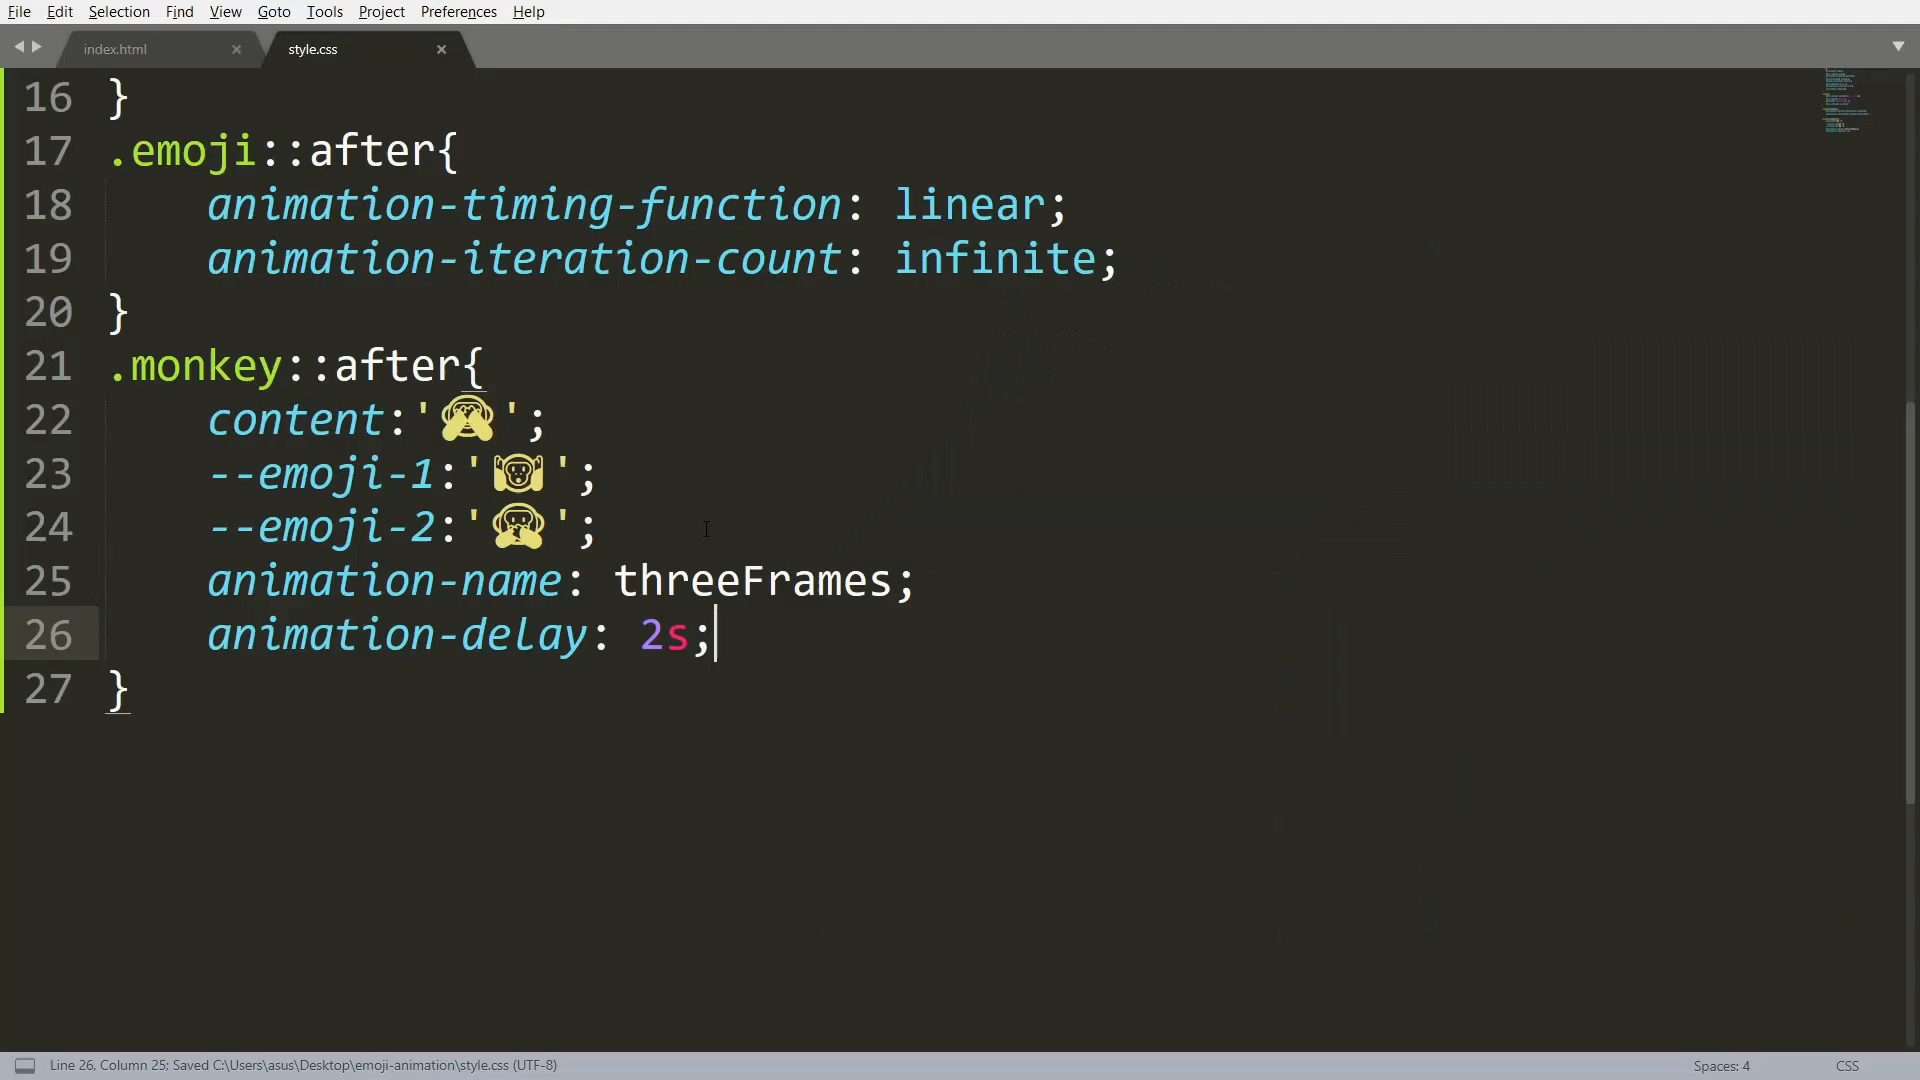 File Edit Selection Find View Goto Tools Project Preferences Help
index.html × style.css ×
16 }
17 .emoji::after{
18 animation-timing-function: linear;
19 animation-iteration-count: infinite;
20 }
21 .monkey::after{
22 content:'🙈';
23 --emoji-1:'🙉';
24 --emoji-2:'🙊';
25 animation-name: threeFrames;
26 animation-delay: 2s;
27 }
Line 26, Column 25; Saved C:\Users\asus\Desktop\emoji-animation\style.css (UTF-8) Spaces: 4 CSS